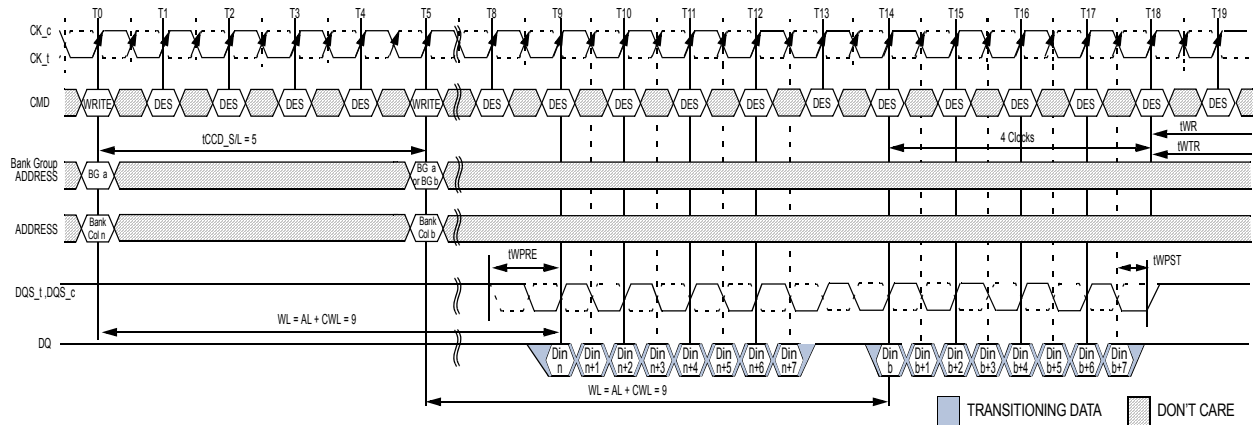 T0 T1 T2 T3 T4 T5 T8 T9 T10 T11 T12 T13 T14 T15 T16 T17 T18 T19
CK_c
CK_t
CMD WRITE DES DES DES DES WRITE DES DES DES DES DES DES DES DES DES DES DES DES
tCCD_S/L = 5
4 Clocks
tWR
tWTR
Bank Group
ADDRESS
BG a
BG a
or BG b
ADDRESS
Bank
Col n
Bank
Col b
tWPRE
tWPST
DQS_t ,DQS_c
WL = AL + CWL = 9
DQ
Din Din Din Din Din Din Din Din Din Din Din Din Din Din Din Din
n n+1 n+2 n+3 n+4 n+5 n+6 n+7 b b+1 b+2 b+3 b+4 b+5 b+6 b+7
WL = AL + CWL = 9
TRANSITIONING DATA
DON'T CARE